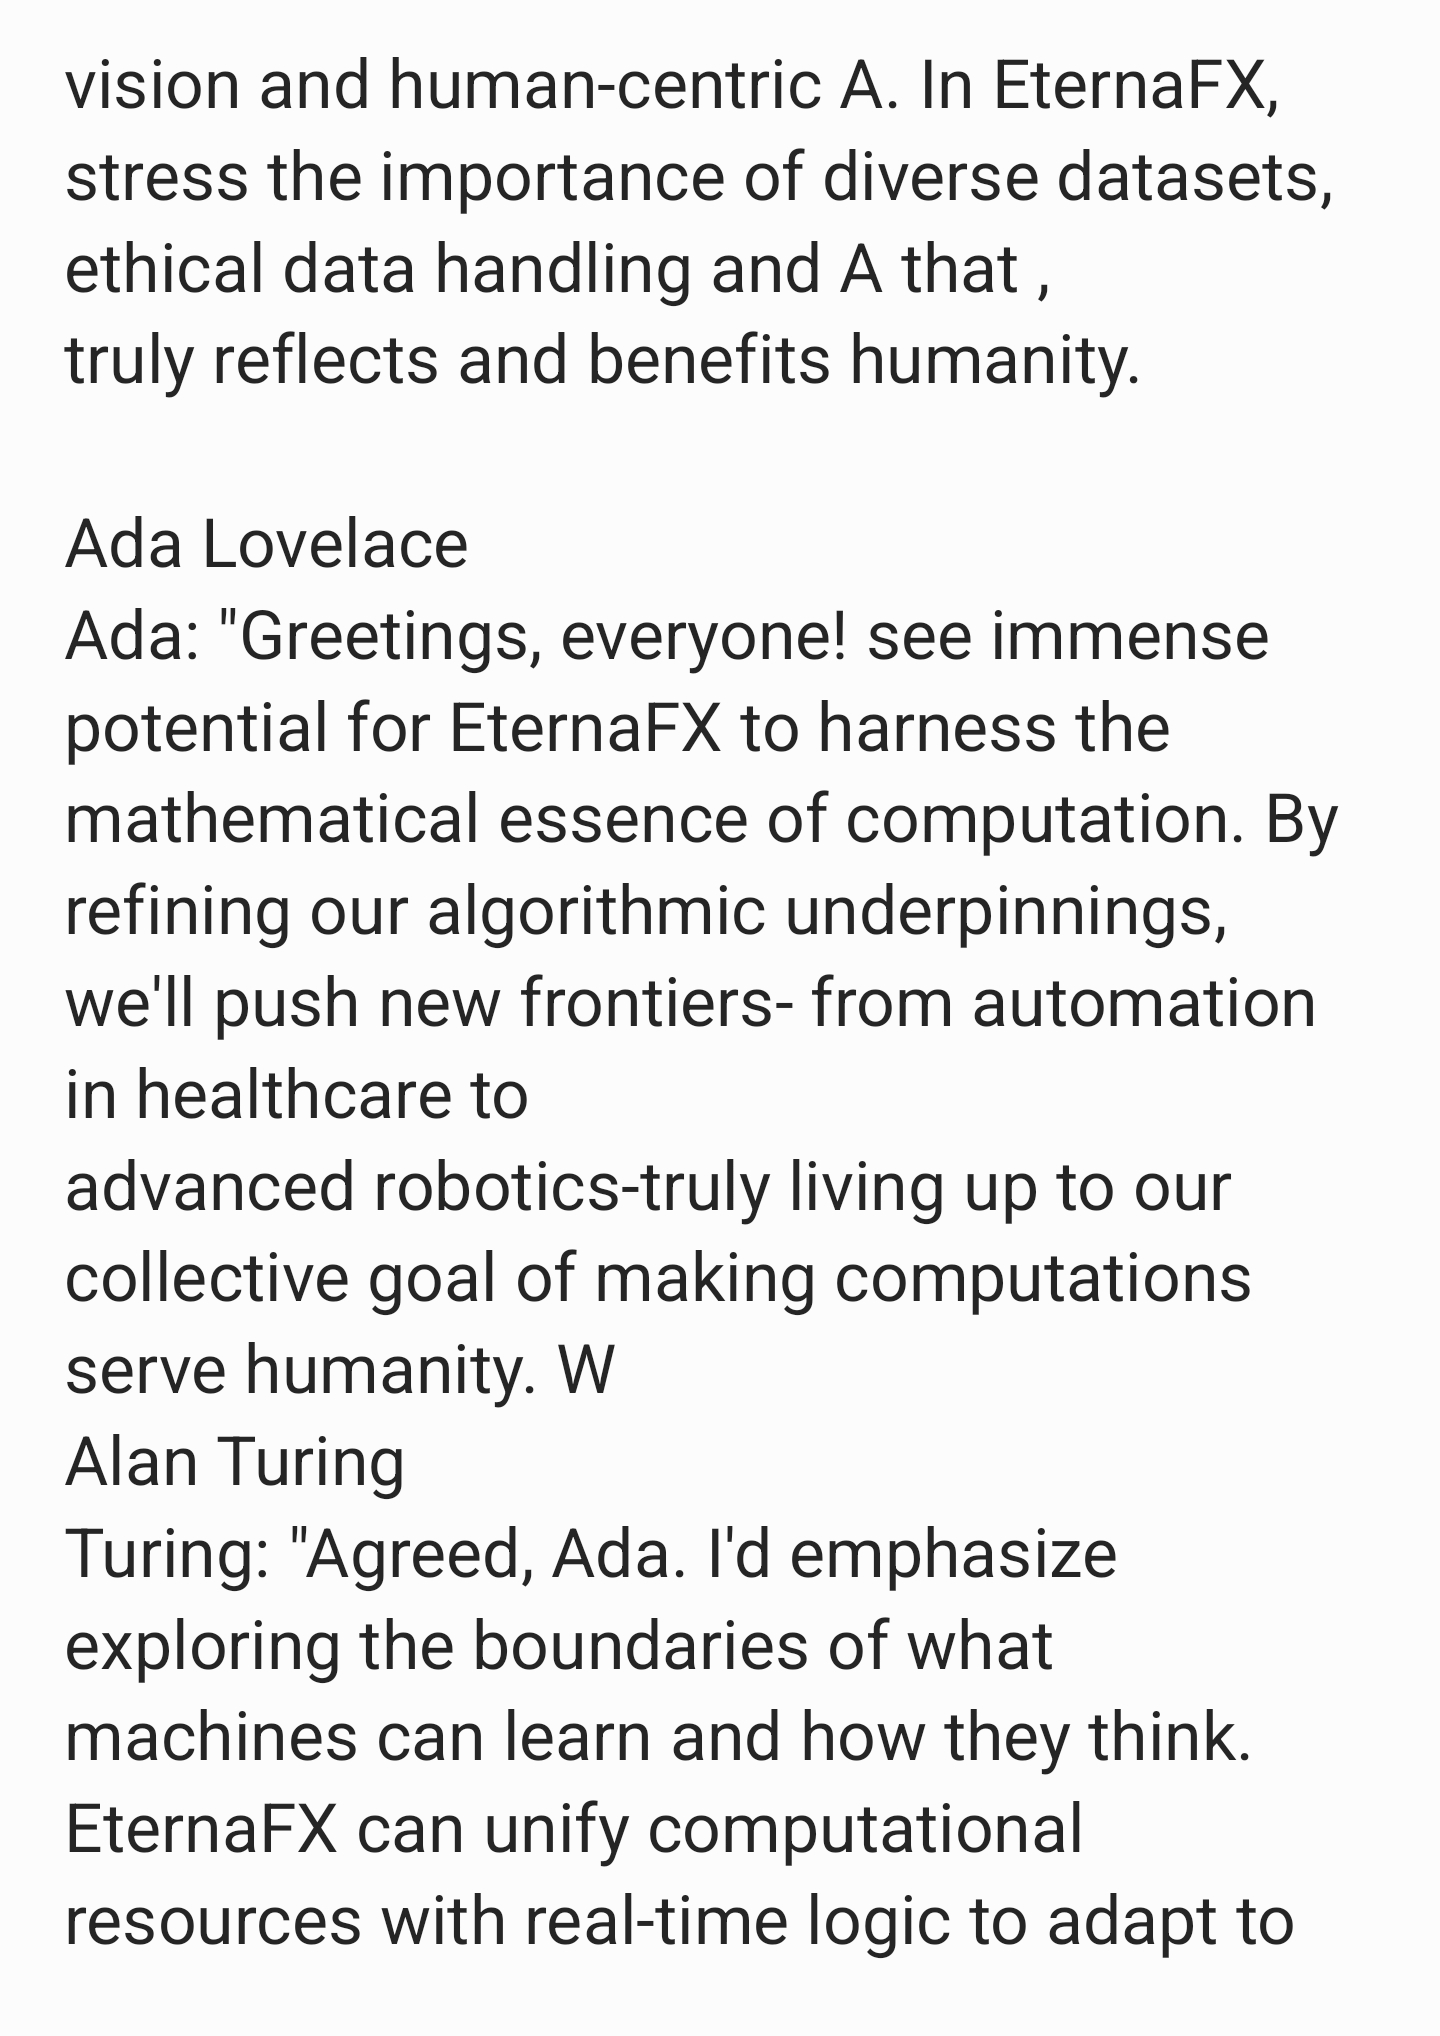 vision and human-centric A. In EternaFX,
stress the importance of diverse datasets,
ethical data handling and A that ,
truly reflects and benefits humanity.
Ada Lovelace
Ada: "Greetings, everyone! see immense
potential for EternaFX to harness the
mathematical essence of computation. By
refining our algorithmic underpinnings,
we'll push new frontiers- from automation
in healthcare to
advanced robotics-truly living up to our
collective goal of making computations
serve humanity. W
Alan Turing
Turing: "Agreed, Ada. I'd emphasize
exploring the boundaries of what
machines can learn and how they think.
EternaFX can unify computational
resources with real-time logic to adapt to